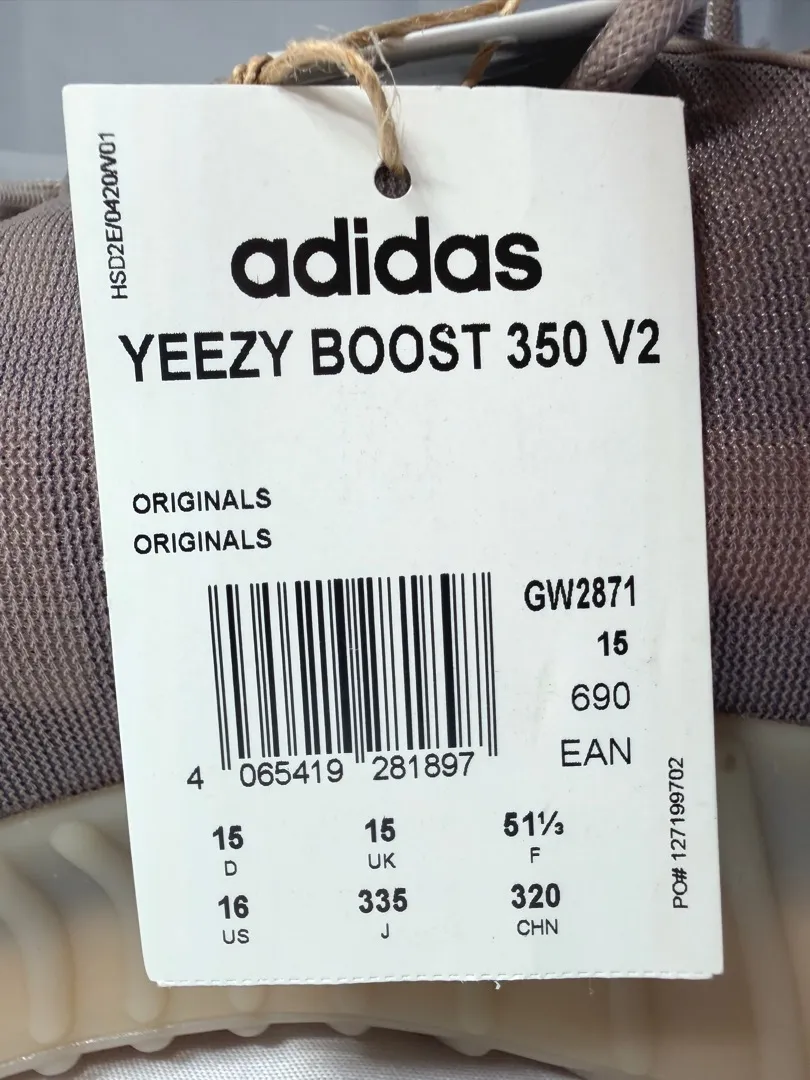 HSD2E/0420/V01
adidas
YEEZY BOOST 350 V2
ORIGINALS
ORIGINALS
GW2871
15
690
EAN
4 065419 281897
PO# 127199702
15 15 51⅓
D UK F
16 335 320
US J CHN